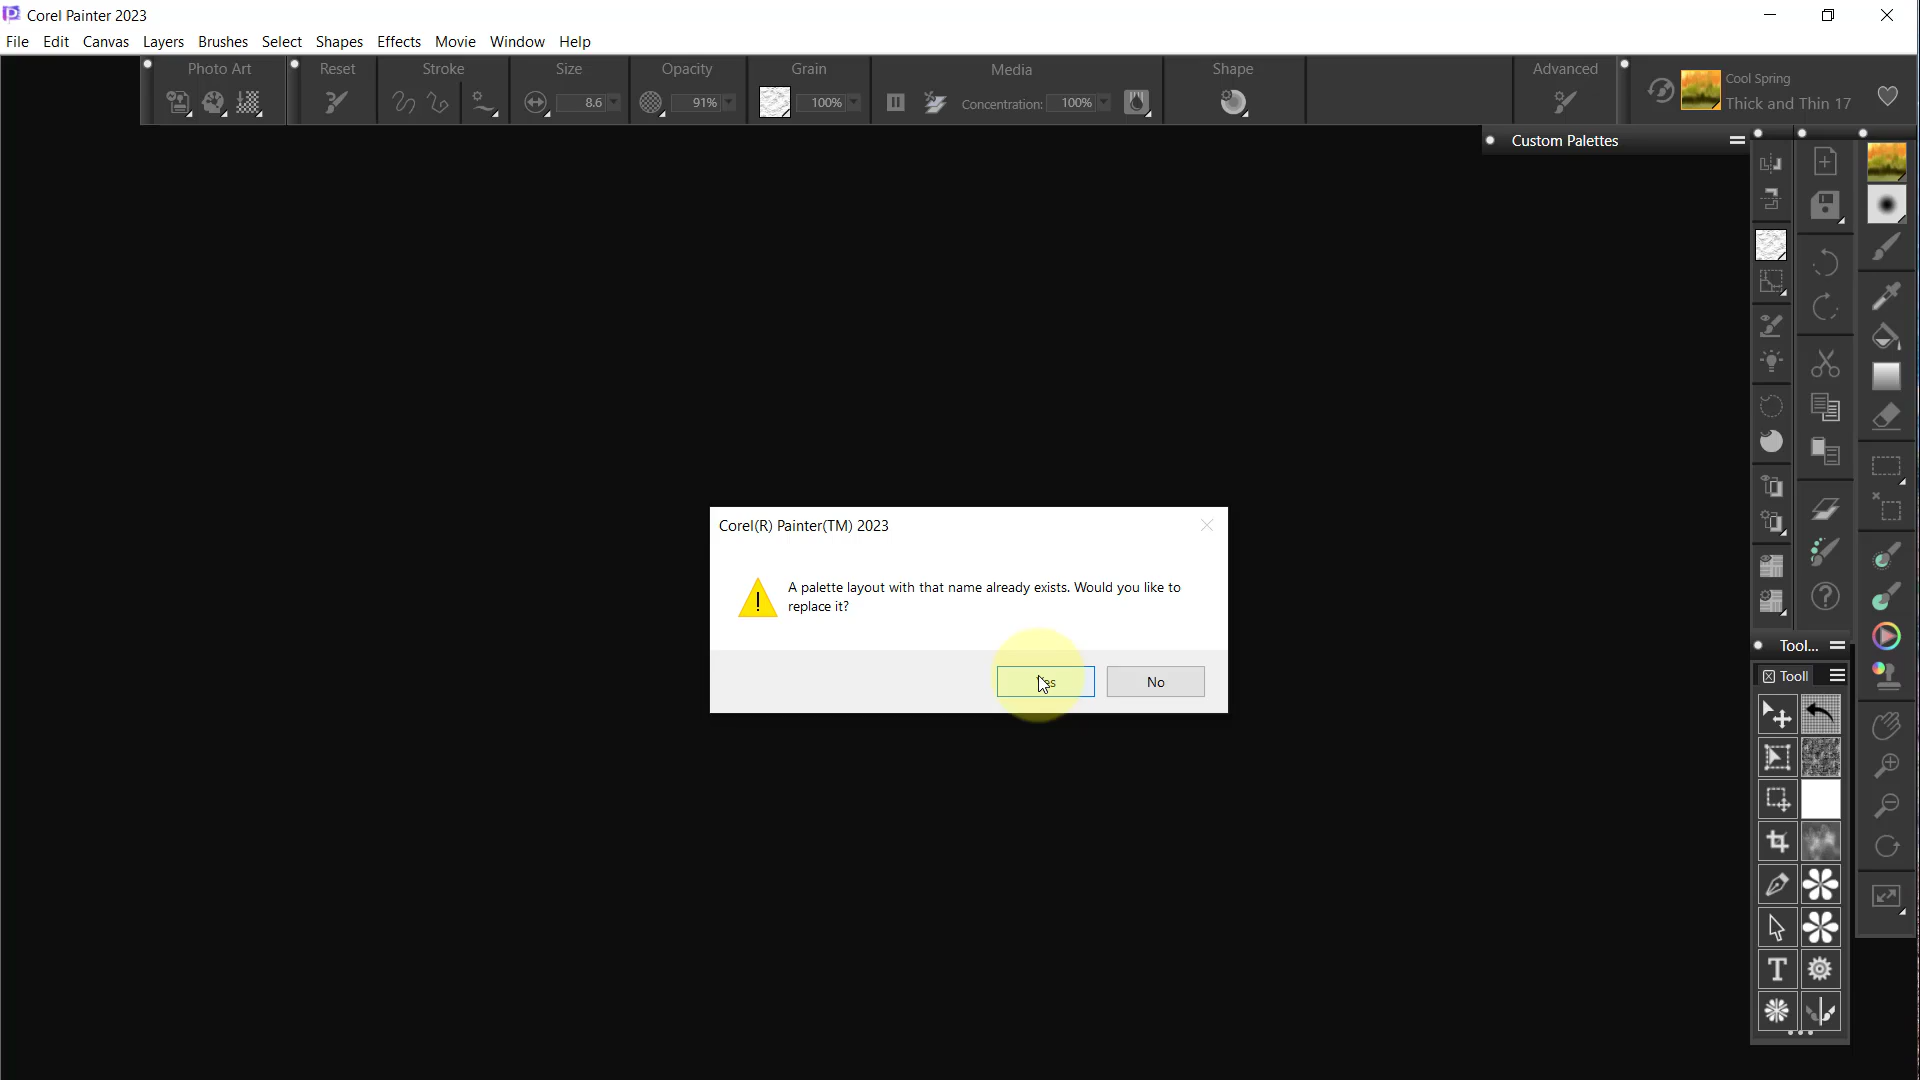 Corel Painter 2023
File Edit Canvas Layers Brushes Select Shapes Effects Movie Window Help
Photo Art Reset Stroke Size Opacity Grain Media Shape Advanced
Cool Spring
8.6 91% 100% Concentration: 100% Thick and Thin 17
Custom Palettes
Corel(R) Painter(TM) 2023
A palette layout with that name already exists. Would you like to
replace it?
No
Tool...
Tooll